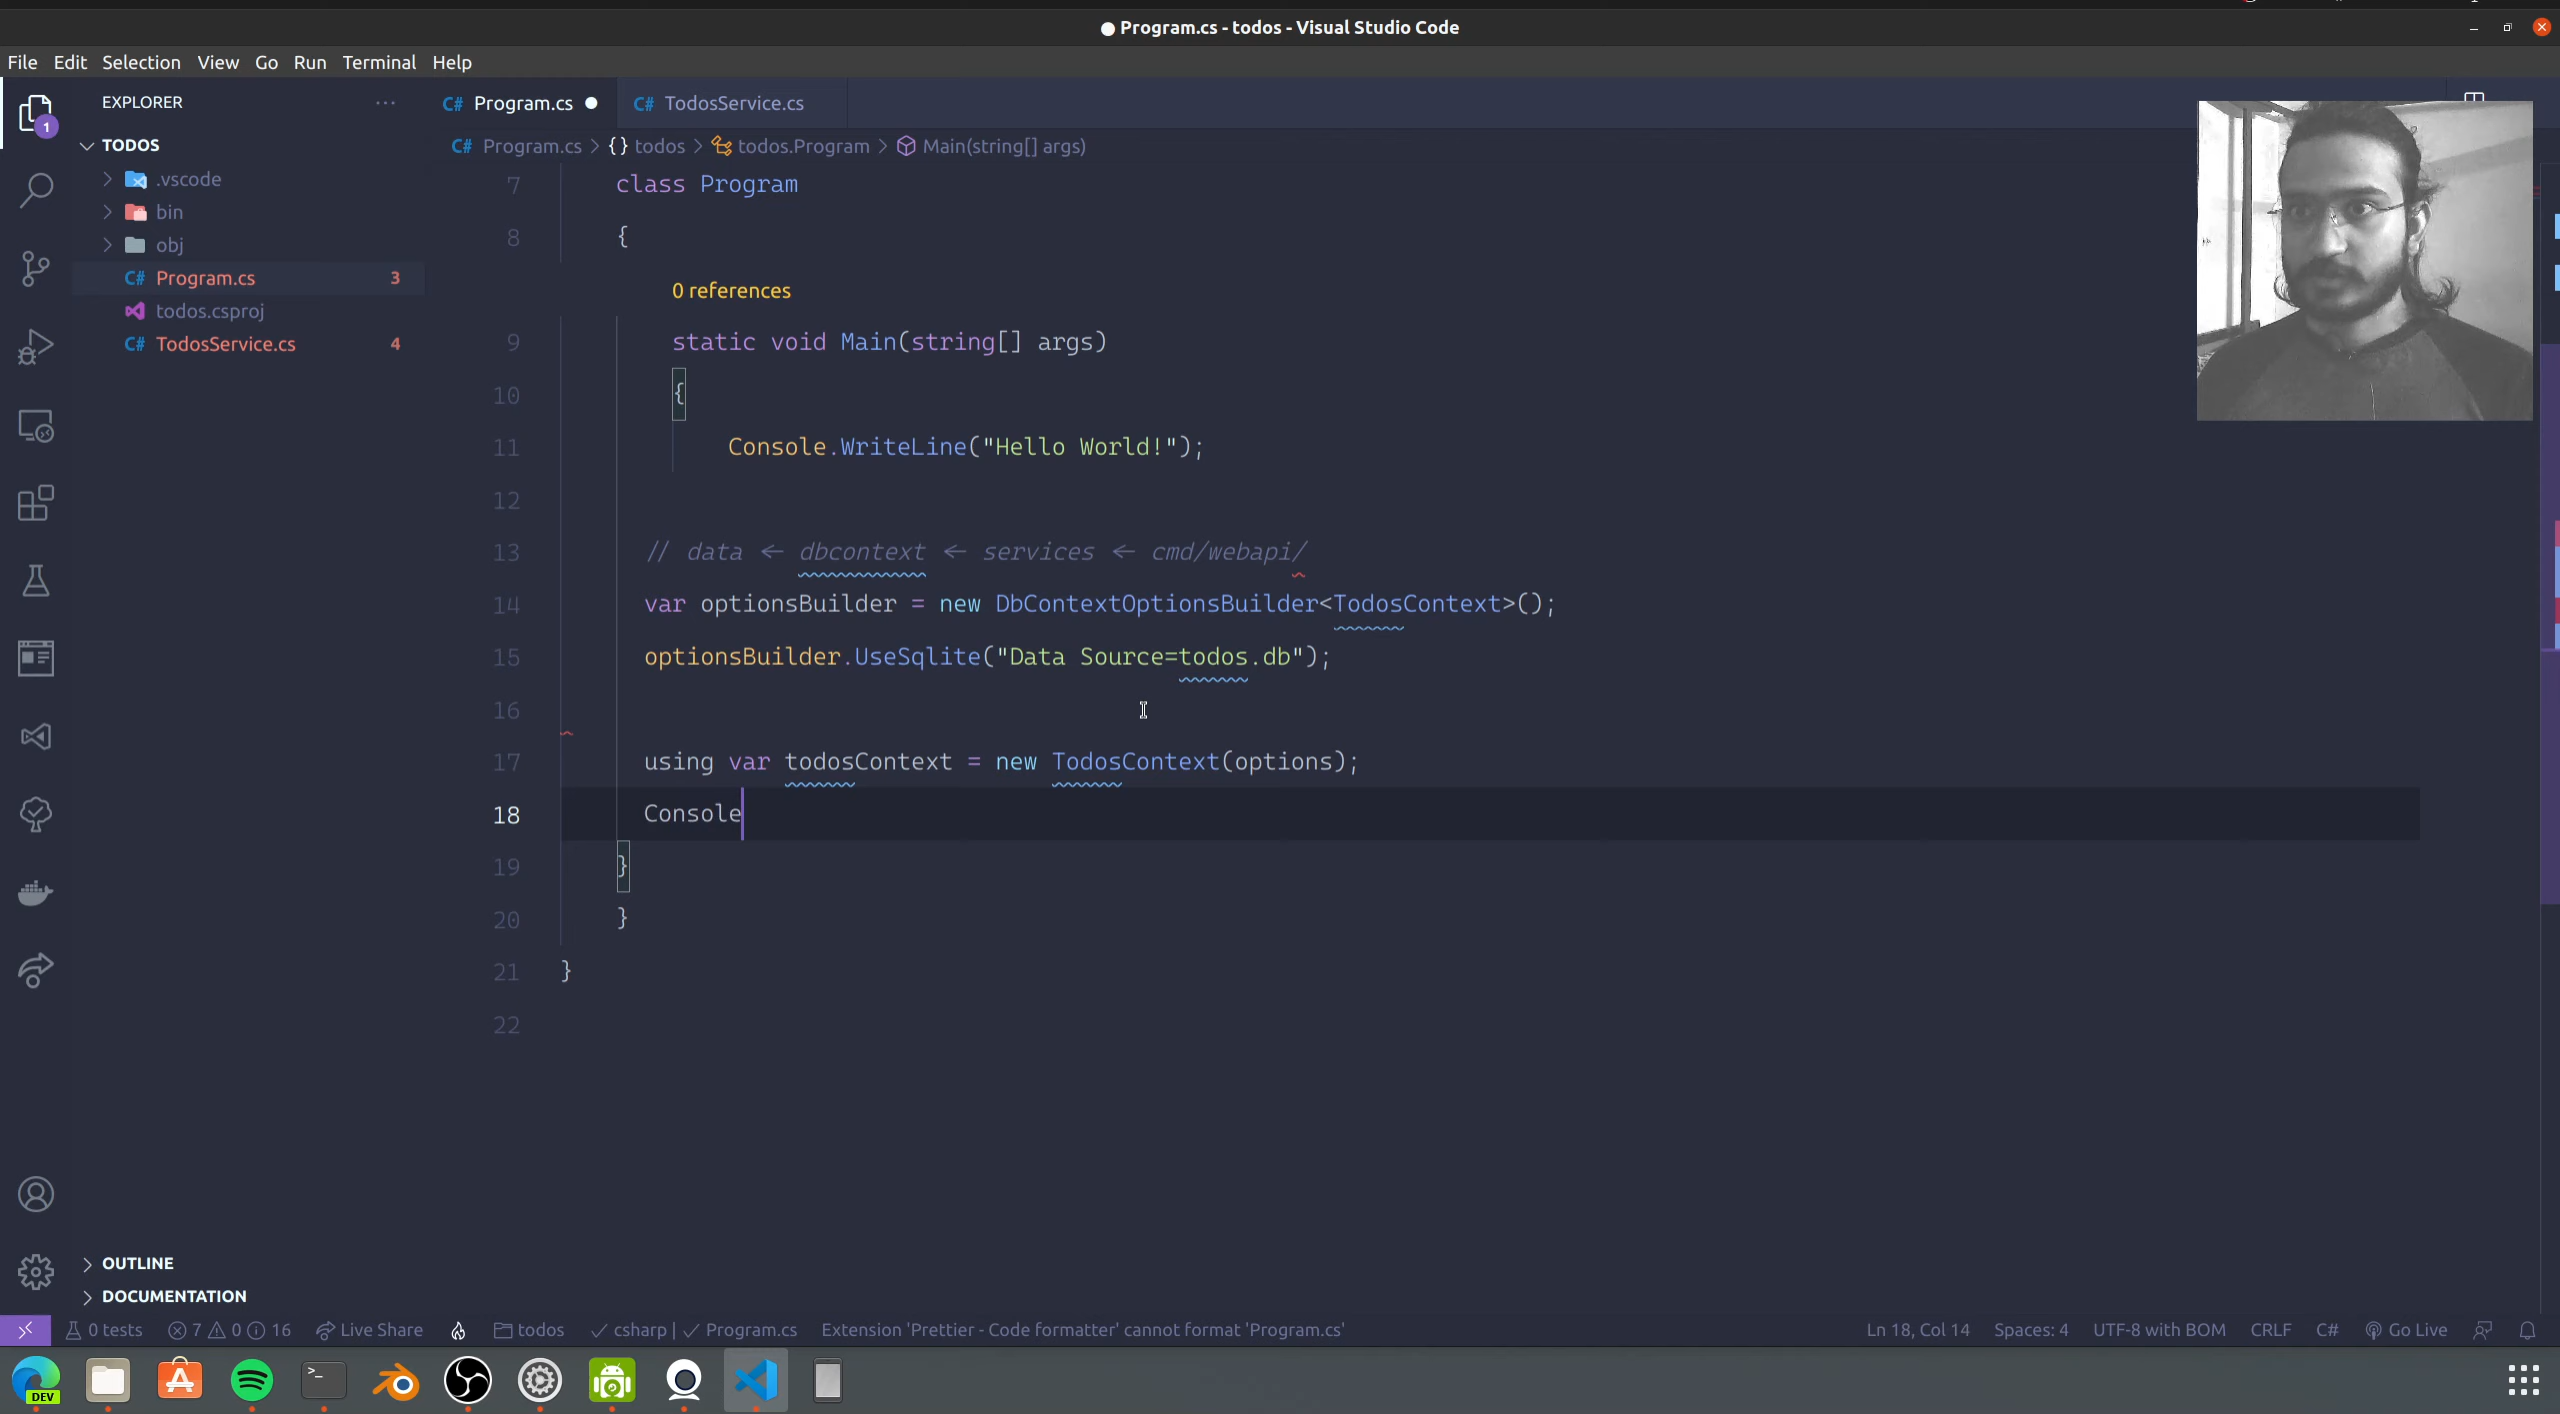 Program.cs - todos - Visual Studio Code
File Edit Selection View Go Run Terminal Help
EXPLORER ···
C# Program.cs
C# TodosService.cs
TODOS
C# Program.cs > {} todos > todos.Program > Main(string[] args)
.vscode
bin
obj
C# Program.cs 3
todos.csproj
C# TodosService.cs 4
1
7 class Program
8 {
0 references
9 static void Main(string[] args)
10 {
11 Console.WriteLine("Hello World!");
12
13 // data <- dbcontext <- services <- cmd/webapi/
14 var optionsBuilder = new DbContextOptionsBuilder<TodosContext>();
15 optionsBuilder.UseSqlite("Data Source=todos.db");
16
17 using var todosContext = new TodosContext(options);
18 Console
19 }
20 }
21 }
22
OUTLINE
DOCUMENTATION
0 tests 7 0 16 Live Share todos csharp | Program.cs Extension 'Prettier - Code formatter' cannot format 'Program.cs' Ln 18, Col 14 Spaces: 4 UTF-8 with BOM CRLF C# Go Live
DEV
>_